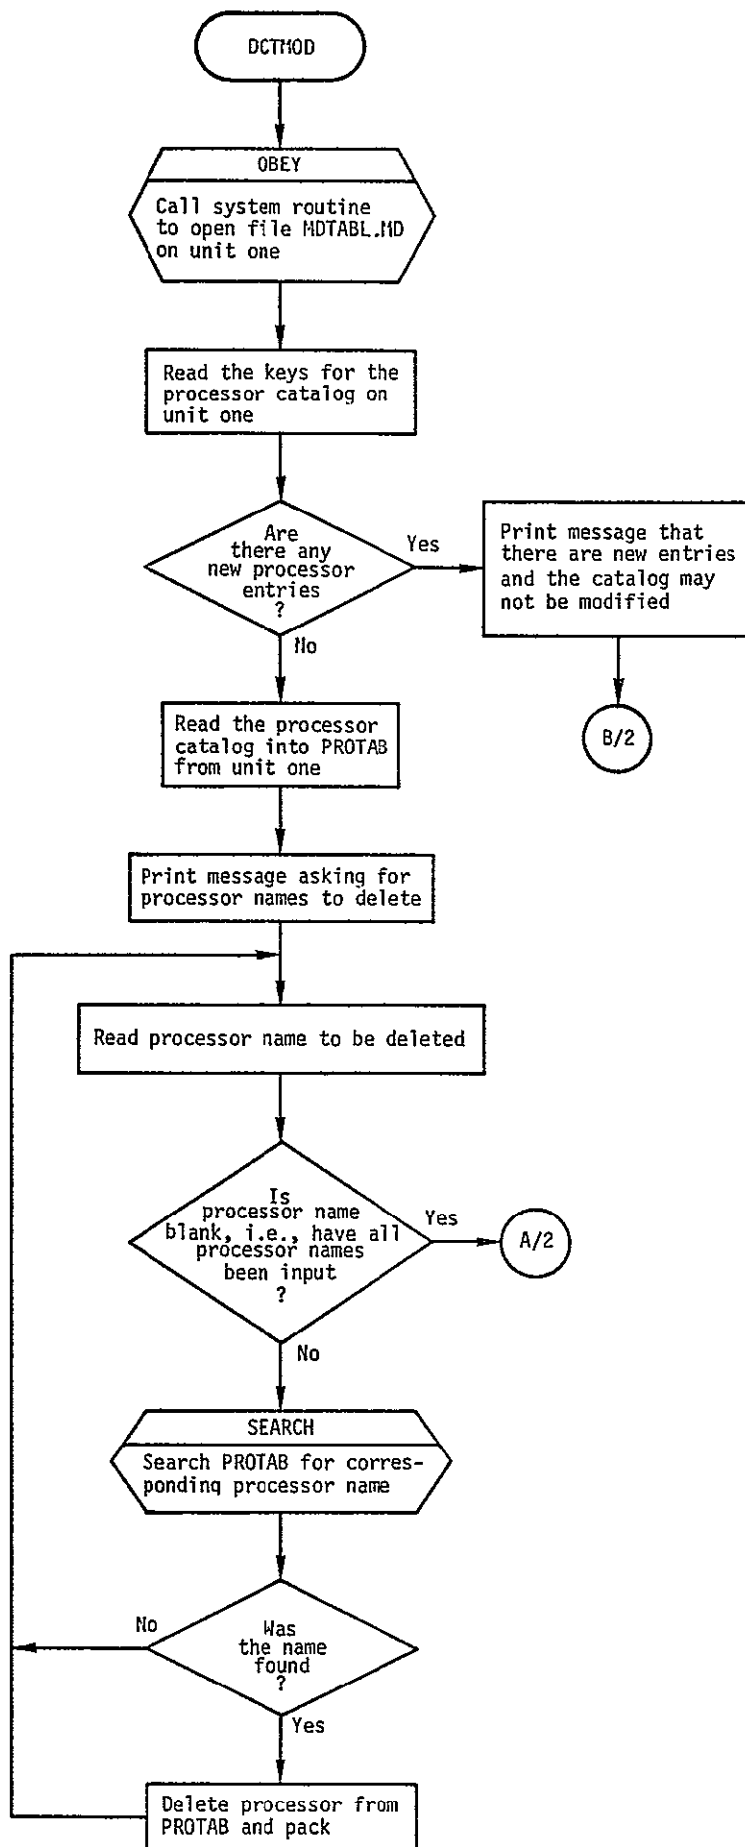 DCTMOD
OBEY
Call system routine
to open file MDTABL.MD
on unit one
Read the keys for the
processor catalog on
unit one
Are
there any
new processor
entries
?
Yes
Print message that
there are new entries
and the catalog may
not be modified
No
B/2
Read the processor
catalog into PROTAB
from unit one
Print message asking for
processor names to delete
Read processor name to be deleted
Is
processor name
blank, i.e., have all
processor names
been input
?
Yes
A/2
No
SEARCH
Search PROTAB for corres-
ponding processor name
No
Was
the name
found
?
Yes
Delete processor from
PROTAB and pack